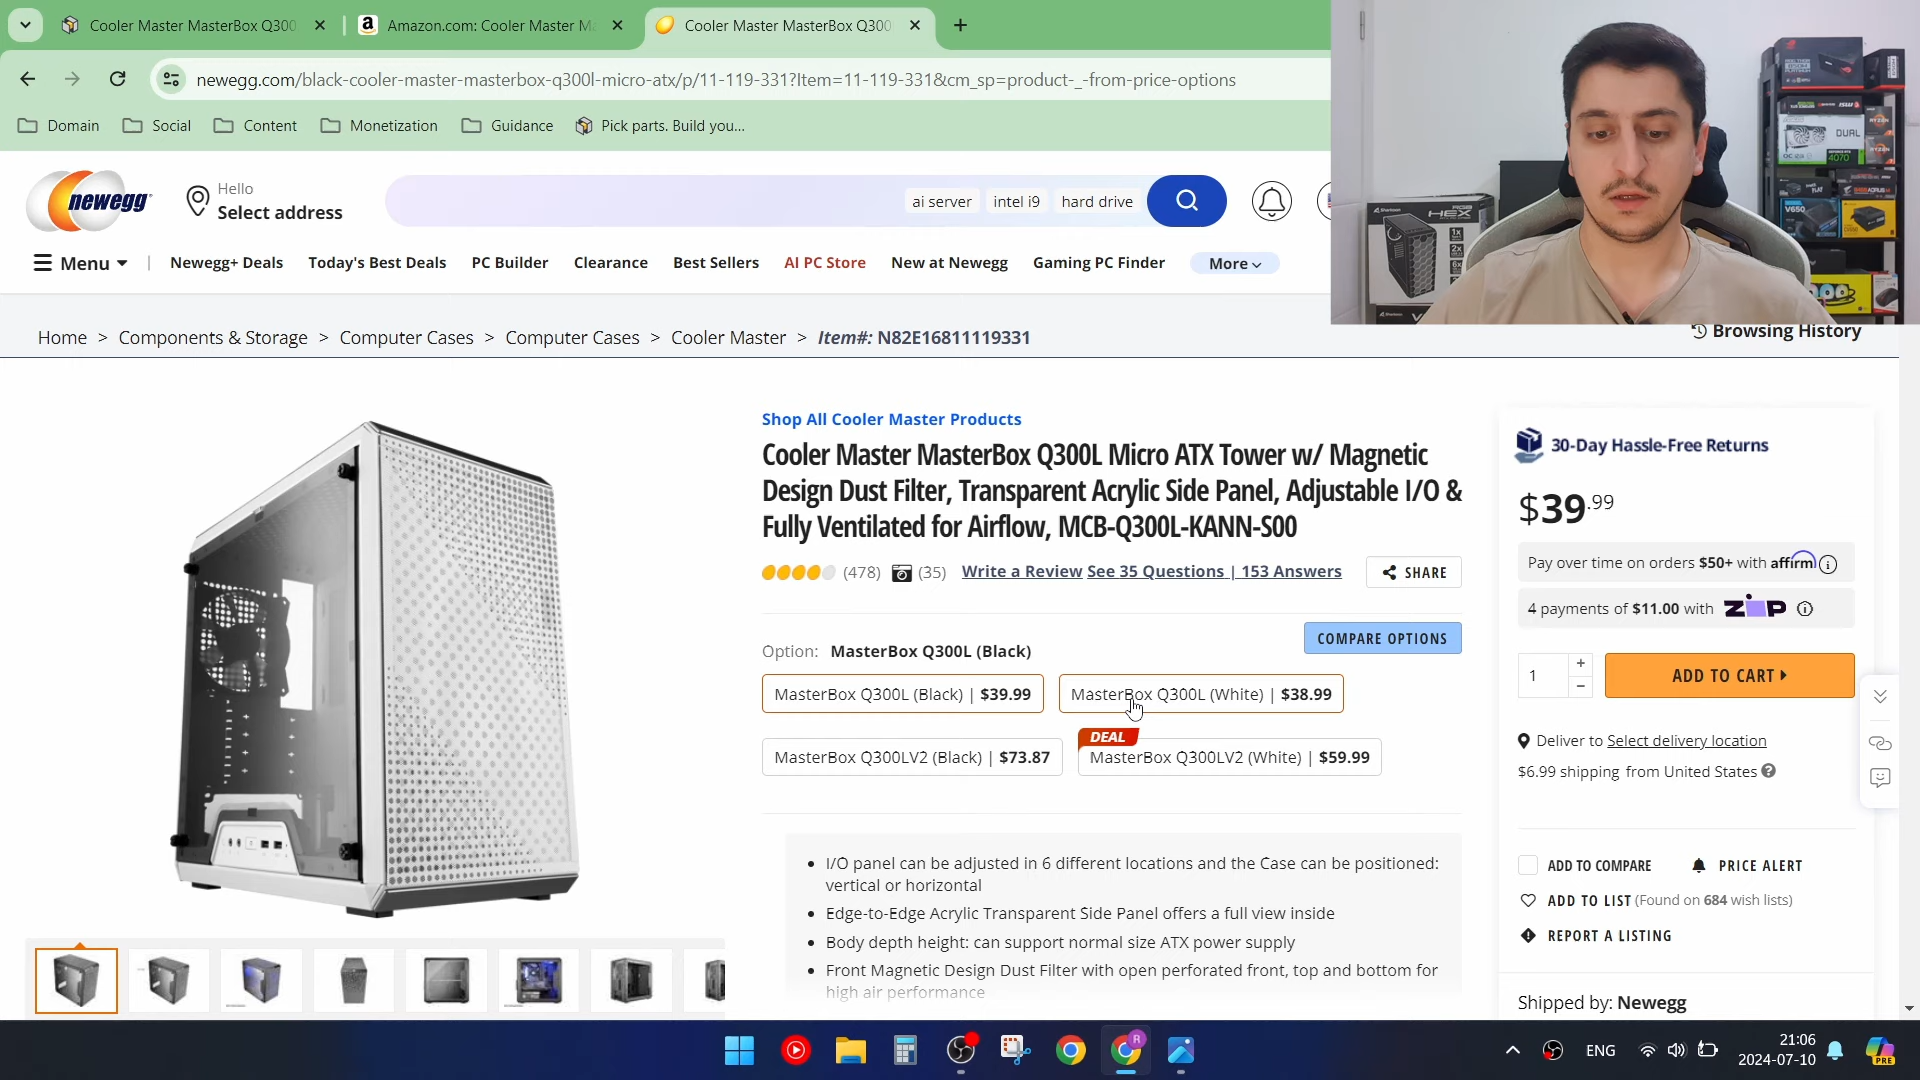 Cooler Master MasterBox Q300
Amazon.com: Cooler Master Ma
Cooler Master MasterBox Q300
newegg.com/black-cooler-master-masterbox-q300l-micro-atx/p/11-119-331?Item=11-119-331&cm_sp=product-_-from-price-options
Domain
Social
Content
Monetization
Guidance
Pick parts. Build you...
newegg
Hello
Select address
ai server
intel i9
hard drive
Menu
Newegg+ Deals
Today's Best Deals
PC Builder
Clearance
Best Sellers
AI PC Store
New at Newegg
Gaming PC Finder
More
DUAL
4070
RYZEN
V650
HEX
Home > Components & Storage > Computer Cases > Computer Cases > Cooler Master > Item#: N82E16811119331
Browsing History
Shop All Cooler Master Products
Cooler Master MasterBox Q300L Micro ATX Tower w/ Magnetic
Design Dust Filter, Transparent Acrylic Side Panel, Adjustable I/O &
Fully Ventilated for Airflow, MCB-Q300L-KANN-S00
(478) (35) Write a Review See 35 Questions | 153 Answers
SHARE
Option: MasterBox Q300L (Black)
COMPARE OPTIONS
MasterBox Q300L (Black) | $39.99
MasterBox Q300L (White) | $38.99
DEAL
MasterBox Q300LV2 (Black) | $73.87
MasterBox Q300LV2 (White) | $59.99
• I/O panel can be adjusted in 6 different locations and the Case can be positioned:
vertical or horizontal
• Edge-to-Edge Acrylic Transparent Side Panel offers a full view inside
• Body depth height: can support normal size ATX power supply
• Front Magnetic Design Dust Filter with open perforated front, top and bottom for
high air performance
30-Day Hassle-Free Returns
$39.99
Pay over time on orders $50+ with affirm
4 payments of $11.00 with ZIP
1
+
−
ADD TO CART
Deliver to Select delivery location
$6.99 shipping from United States
ADD TO COMPARE
PRICE ALERT
ADD TO LIST (Found on 684 wish lists)
REPORT A LISTING
Shipped by: Newegg
R
ENG
21:06
2024-07-10
PRE